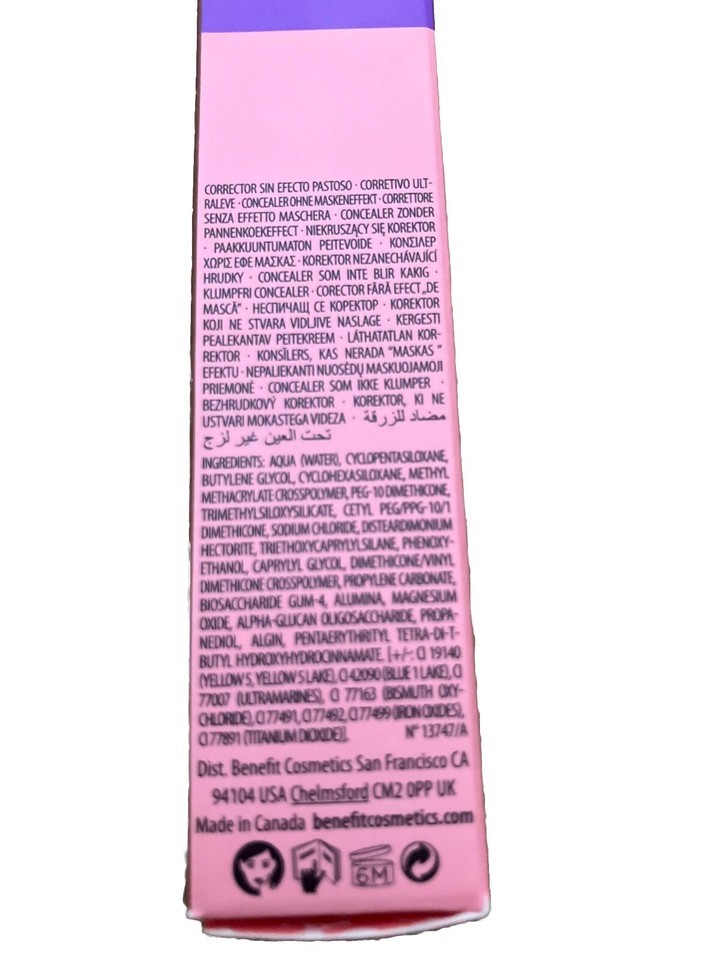 CORRECTOR SIN EFECTO PASTOSO · CORRETIVO ULT-
RALEVE · CONCEALER OHNE MASKENEFFEKT · CORRETTORE
SENZA EFFETTO MASCHERA · CONCEALER ZONDER
PANNENKOEKEFFECT · NIEKRUSZĄCY SIĘ KOREKTOR
· PAAKKUUNTUMATON PEITEVOIDE · ΚΟΝΣΙΛΕΡ
ΧΩΡΙΣ ΕΦΕ ΜΑΣΚΑΣ · KOREKTOR NEZANECHÁVAJÍCÍ
HRUDKY · CONCEALER SOM INTE BLIR KAKIG ·
KLUMPFRI CONCEALER · CORECTOR FĂRĂ EFECT „DE
MASCĂ" · НЕСПИЧАЩ СЕ КОРЕКТОР · KOREKTOR
KOJI NE STVARA VIDLJIVE NASLAGE · KERGESTI
PEALEKANTAV PEITEKREEM · LÁTHATATLAN KOR-
REKTOR · KONSĪLERS, KAS NERADA "MASKAS "
EFEKTU · NEPALIEKANTI NUOSĖDŲ MASKUOJAMOJI
PRIEMONĖ · CONCEALER SOM IKKE KLUMPER ·
BEZHRUDKOVÝ KOREKTOR · KOREKTOR, KI NE
USTVARI MOKASTEGA VIDEZA · مضاد للزرقة
تحت العين غير لزج
INGREDIENTS: AQUA (WATER), CYCLOPENTASILOXANE,
BUTYLENE GLYCOL, CYCLOHEXASILOXANE, METHYL
METHACRYLATE CROSSPOLYMER, PEG-10 DIMETHICONE,
TRIMETHYLSILOXYSILICATE, CETYL PEG/PPG-10/1
DIMETHICONE, SODIUM CHLORIDE, DISTEARDIMONIUM
HECTORITE, TRIETHOXYCAPRYLYLSILANE, PHENOXY-
ETHANOL, CAPRYLYL GLYCOL, DIMETHICONE/VINYL
DIMETHICONE CROSSPOLYMER, PROPYLENE CARBONATE,
BIOSACCHARIDE GUM-4, ALUMINA, MAGNESIUM
OXIDE, ALPHA-GLUCAN OLIGOSACCHARIDE, PROPA-
NEDIOL, ALGIN, PENTAERYTHRITYL TETRA-DI-T-
BUTYL HYDROXYHYDROCINNAMATE. [+/-: CI 19140
(YELLOW 5, YELLOW 5 LAKE), CI 42090 (BLUE 1 LAKE), CI
77007 (ULTRAMARINES), CI 77163 (BISMUTH OXY-
CHLORIDE), CI 77491, CI 77492, CI 77499 (IRON OXIDES),
CI 77891 (TITANIUM DIOXIDE)]. N° 13747/A
Dist. Benefit Cosmetics San Francisco CA
94104 USA Chelmsford CM2 0PP UK
Made in Canada benefitcosmetics.com
6M